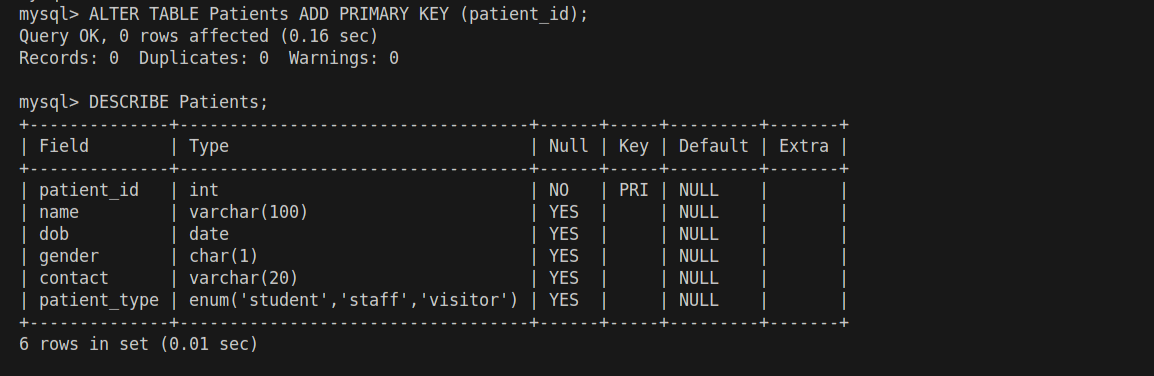 mysql> ALTER TABLE Patients ADD PRIMARY KEY (patient_id);
Query OK, 0 rows affected (0.16 sec)
Records: 0  Duplicates: 0  Warnings: 0

mysql> DESCRIBE Patients;
+--------------+-----------------------------------+------+-----+---------+-------+
| Field        | Type                              | Null | Key | Default | Extra |
+--------------+-----------------------------------+------+-----+---------+-------+
| patient_id   | int                               | NO   | PRI | NULL    |       |
| name         | varchar(100)                      | YES  |     | NULL    |       |
| dob          | date                              | YES  |     | NULL    |       |
| gender       | char(1)                           | YES  |     | NULL    |       |
| contact      | varchar(20)                       | YES  |     | NULL    |       |
| patient_type | enum('student','staff','visitor') | YES  |     | NULL    |       |
+--------------+-----------------------------------+------+-----+---------+-------+
6 rows in set (0.01 sec)